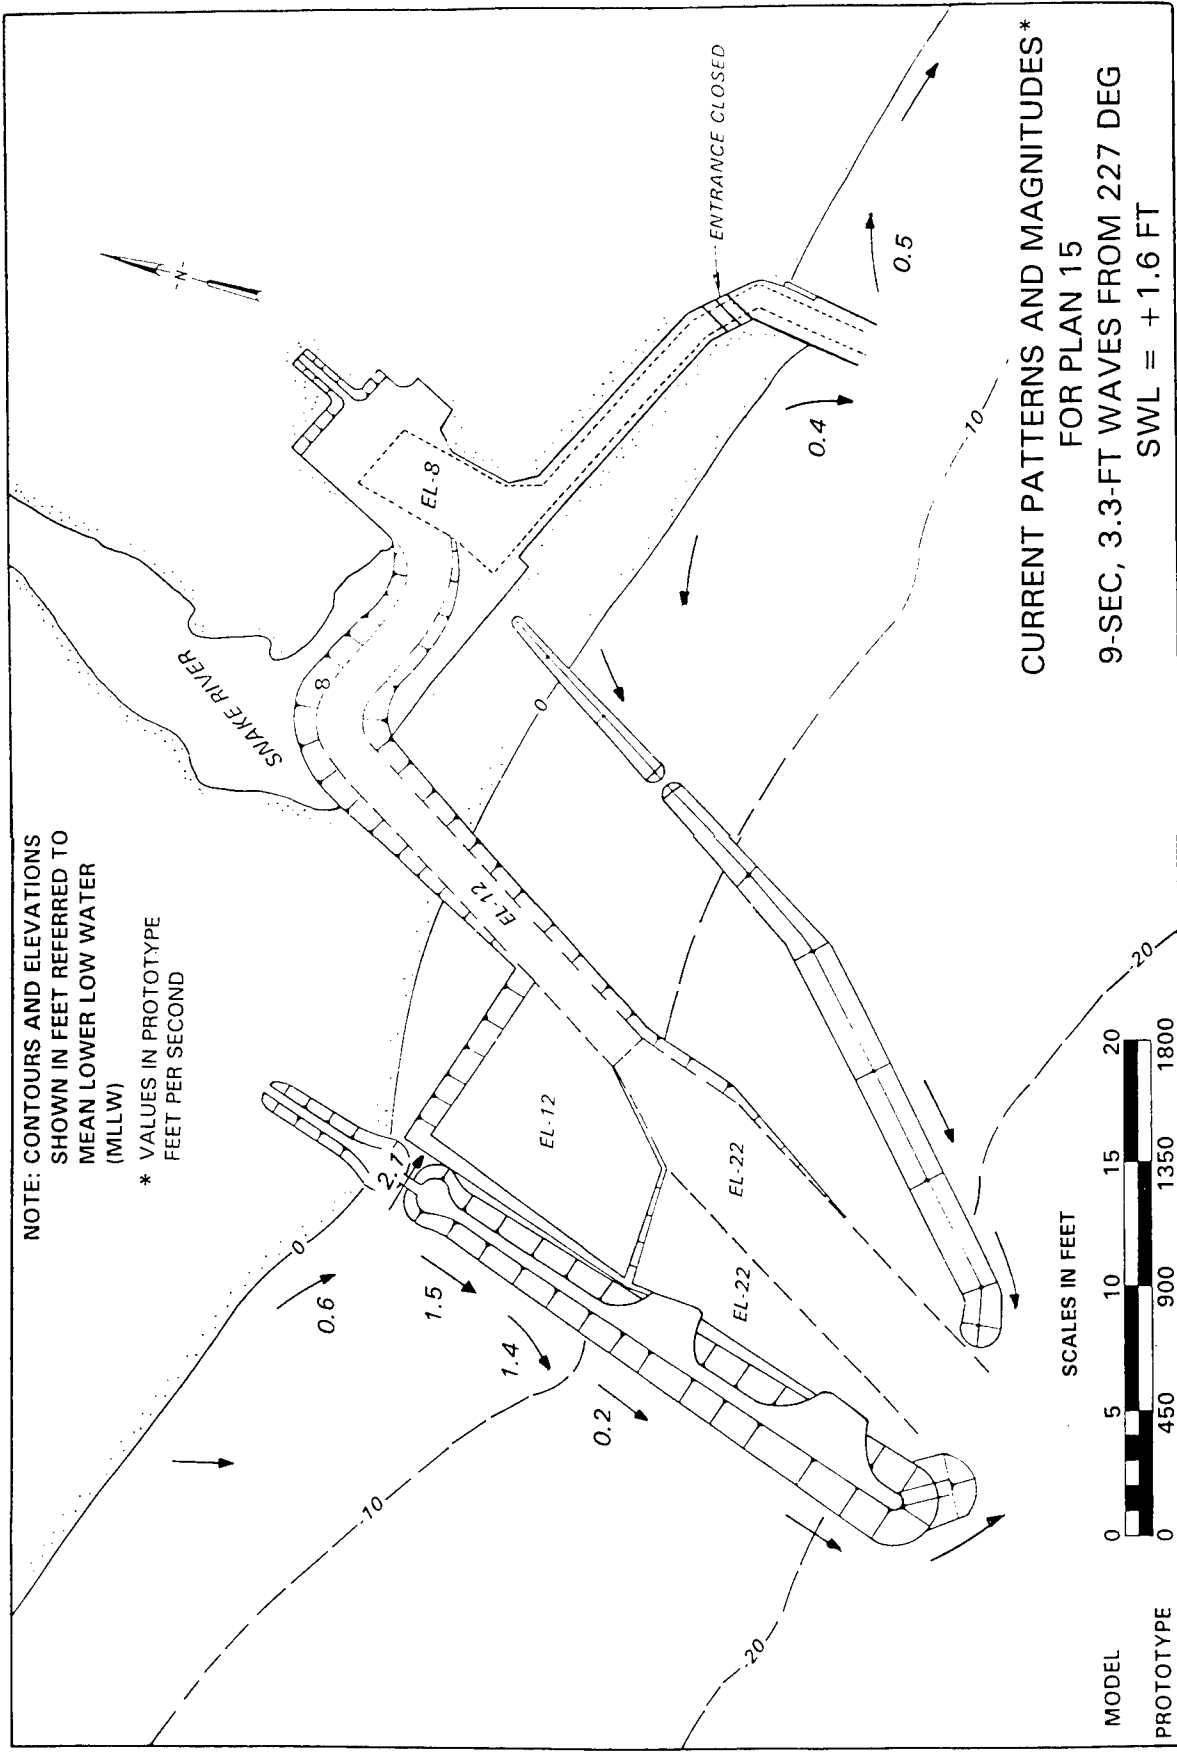 NOTE: CONTOURS AND ELEVATIONS
SHOWN IN FEET REFERRED TO
MEAN LOWER LOW WATER
(MLLW)
* VALUES IN PROTOTYPE
FEET PER SECOND
-N-
SNAKE RIVER
8
EL-8
ENTRANCE CLOSED
EL-12
EL-12
EL-22
EL-22
0
0
-10
-10
-20
-20
2.1
0.6
1.5
1.4
0.2
0.4
0.5
CURRENT PATTERNS AND MAGNITUDES*
FOR PLAN 15
9-SEC, 3.3-FT WAVES FROM 227 DEG
SWL = +1.6 FT
SCALES IN FEET
MODEL 0 5 10 15 20
PROTOTYPE 0 450 900 1350 1800